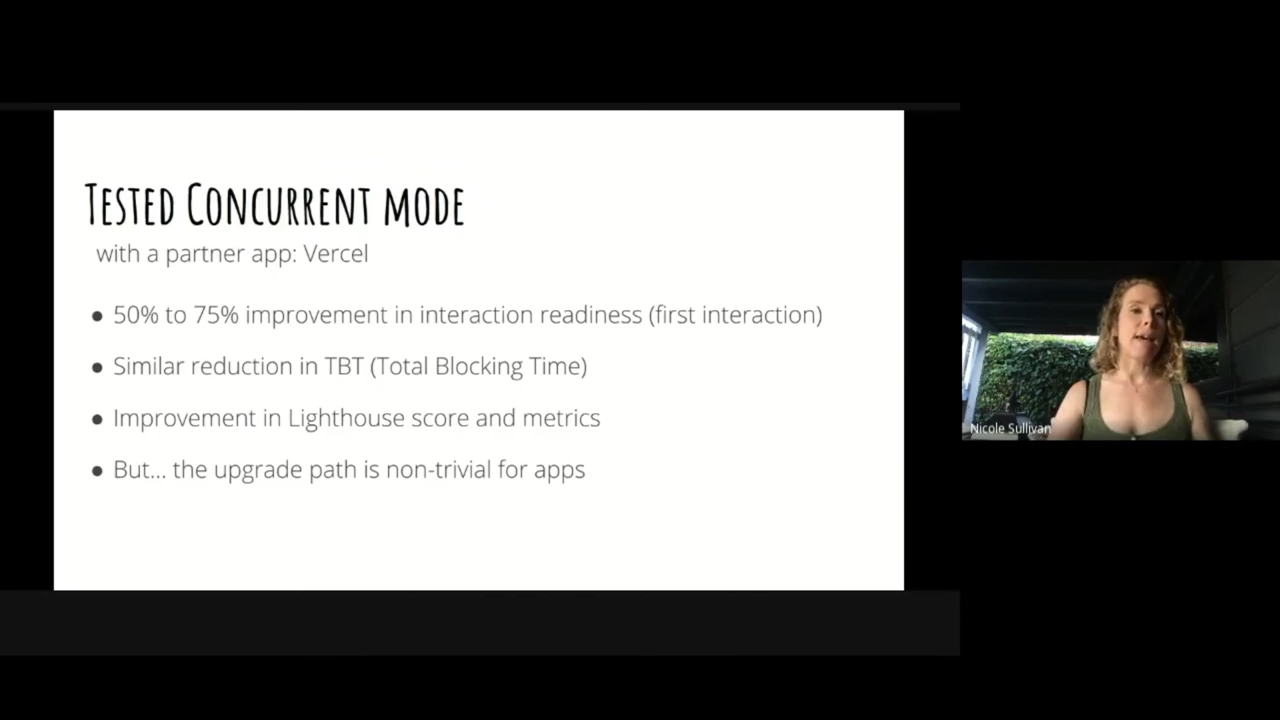 Tested Concurrent mode
with a partner app: Vercel
● 50% to 75% improvement in interaction readiness (first interaction)
● Similar reduction in TBT (Total Blocking Time)
● Improvement in Lighthouse score and metrics
● But... the upgrade path is non-trivial for apps
Nicole Sullivan